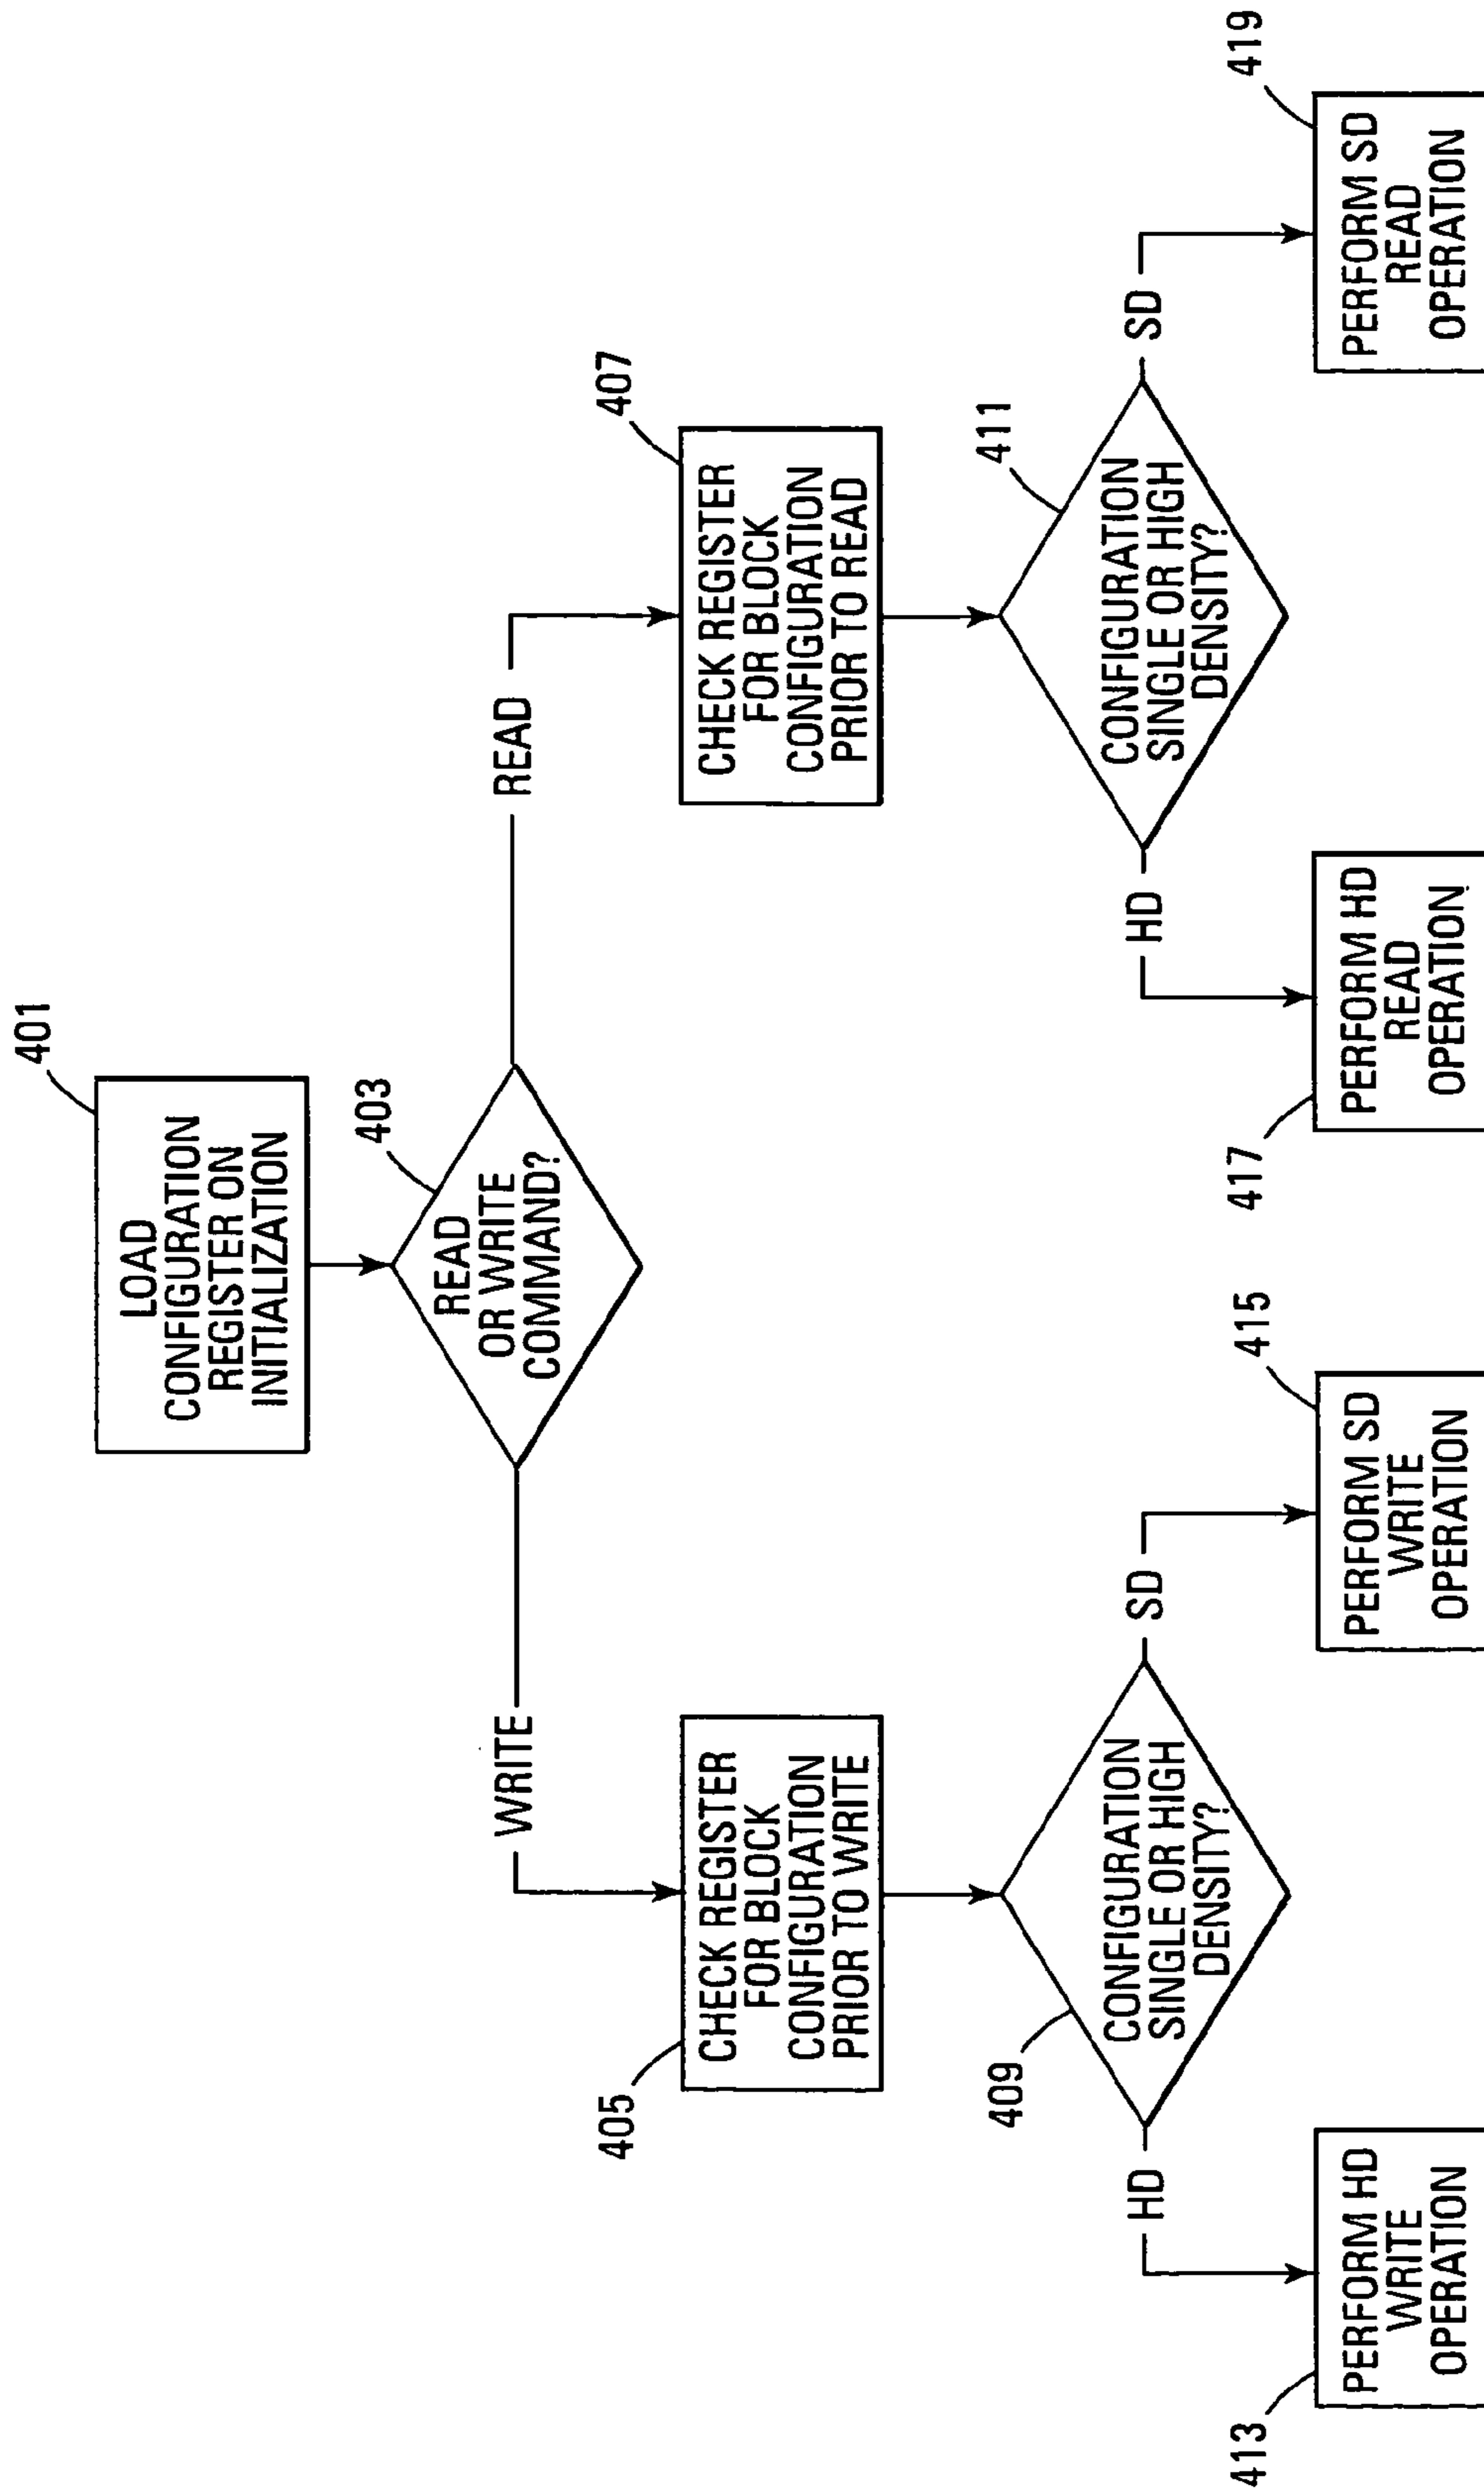 401
LOAD
CONFIGURATION
REGISTER ON
INITIALIZATION
403
READ
OR WRITE
COMMAND?
WRITE
READ
405
CHECK REGISTER
FOR BLOCK
CONFIGURATION
PRIOR TO WRITE
407
CHECK REGISTER
FOR BLOCK
CONFIGURATION
PRIOR TO READ
409
CONFIGURATION
SINGLE OR HIGH
DENSITY?
HD
SD
411
CONFIGURATION
SINGLE OR HIGH
DENSITY?
HD
SD
413
PERFORM HD
WRITE
OPERATION
415
PERFORM SD
WRITE
OPERATION
417
PERFORM HD
READ
OPERATION
419
PERFORM SD
READ
OPERATION